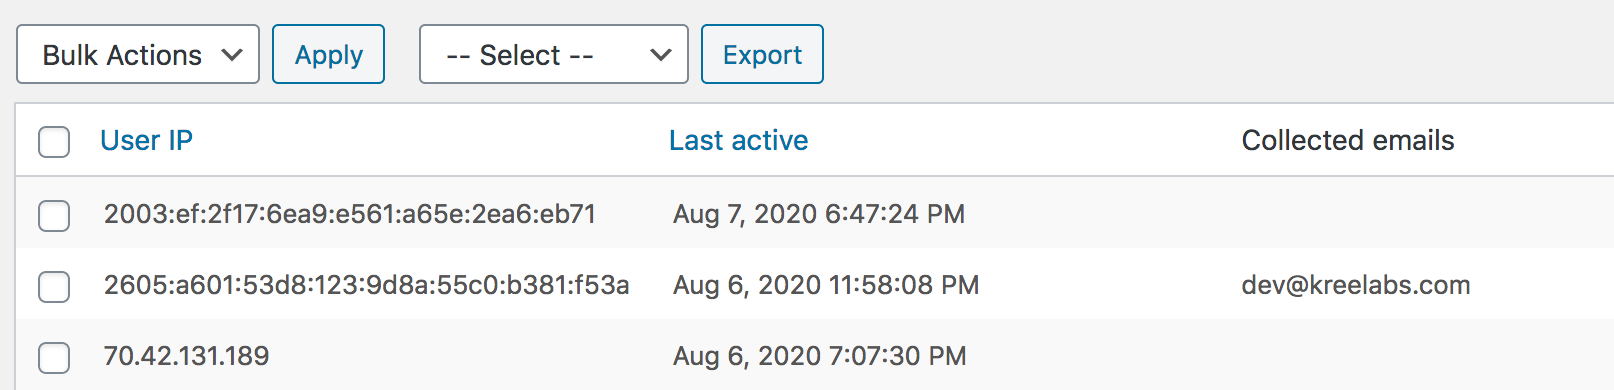 Bulk Actions Apply -- Select -- Export
User IP Last active Collected emails
2003:ef:2f17:6ea9:e561:a65e:2ea6:eb71 Aug 7, 2020 6:47:24 PM
2605:a601:53d8:123:9d8a:55c0:b381:f53a Aug 6, 2020 11:58:08 PM dev@kreelabs.com
70.42.131.189 Aug 6, 2020 7:07:30 PM